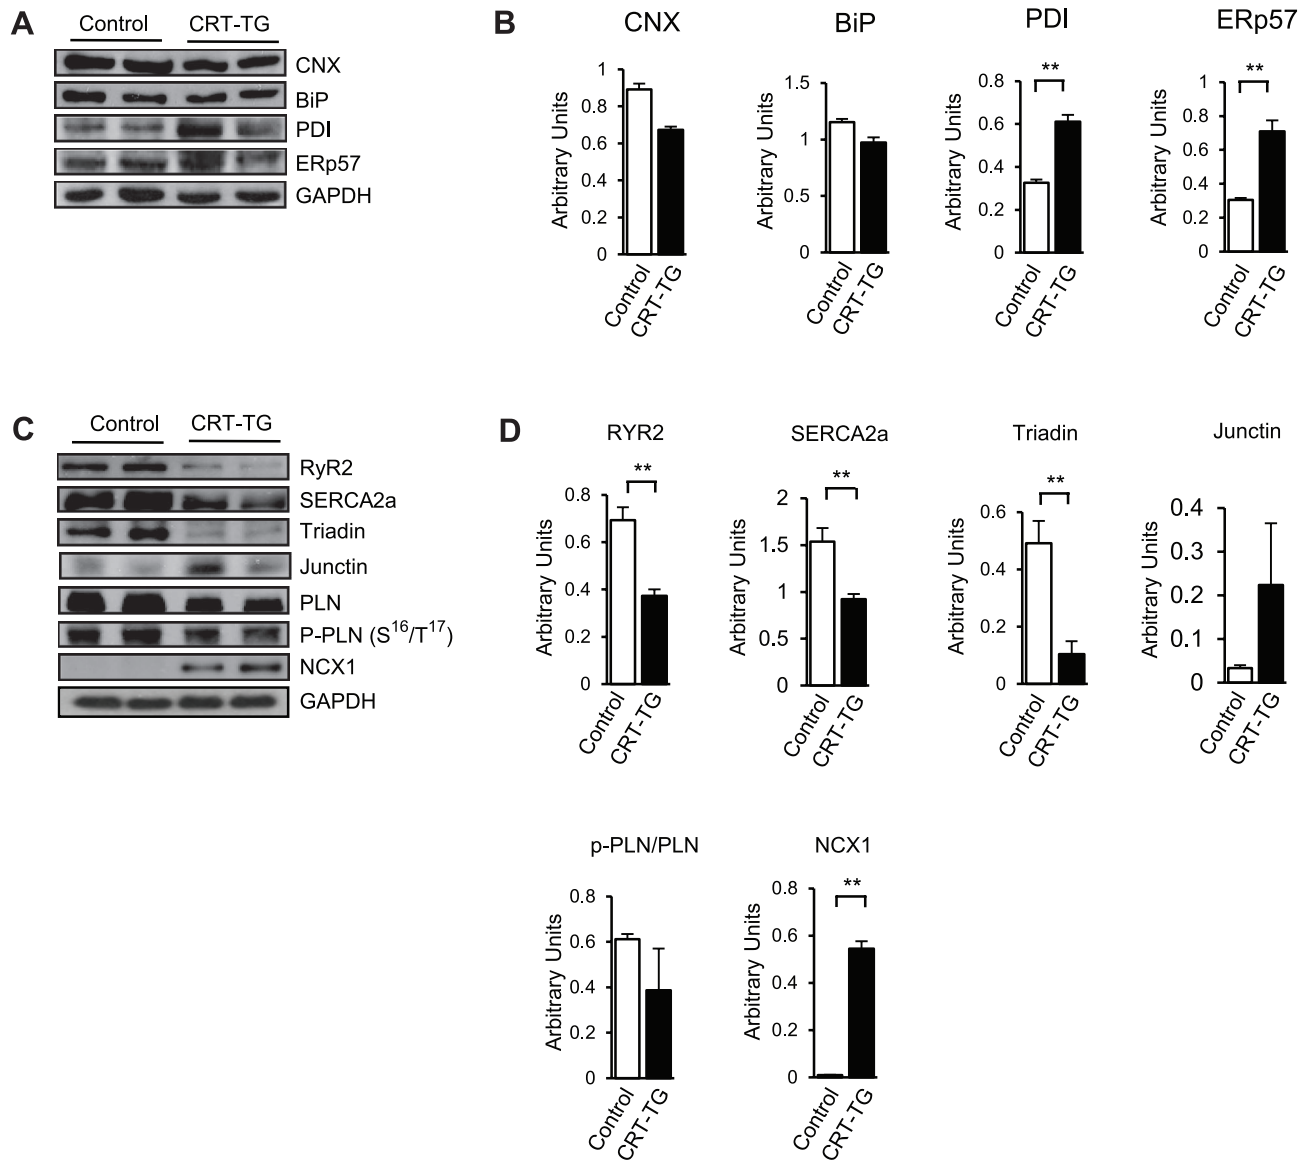 A
Control CRT-TG
CNX
BiP
PDI
ERp57
GAPDH
B
CNX
Arbitrary Units
1
0.8
0.6
0.4
0.2
0
Control
CRT-TG
BiP
Arbitrary Units
1.5
1
0.5
0
Control
CRT-TG
PDI
**
Arbitrary Units
0.8
0.6
0.4
0.2
0
Control
CRT-TG
ERp57
**
Arbitrary Units
1
0.8
0.6
0.4
0.2
0
Control
CRT-TG
C
Control CRT-TG
RyR2
SERCA2a
Triadin
Junctin
PLN
P-PLN (S16/T17)
NCX1
GAPDH
D
RYR2
**
Arbitrary Units
0.8
0.6
0.4
0.2
0
Control
CRT-TG
SERCA2a
**
Arbitrary Units
2
1.5
1
0.5
0
Control
CRT-TG
Triadin
**
Arbitrary Units
0.6
0.4
0.2
0
Control
CRT-TG
Junctin
Arbitrary Units
0.4
0.3
0.2
0.1
0
Control
CRT-TG
p-PLN/PLN
Arbitrary Units
0.8
0.6
0.4
0.2
0
Control
CRT-TG
NCX1
**
Arbitrary Units
0.8
0.6
0.4
0.2
0
Control
CRT-TG